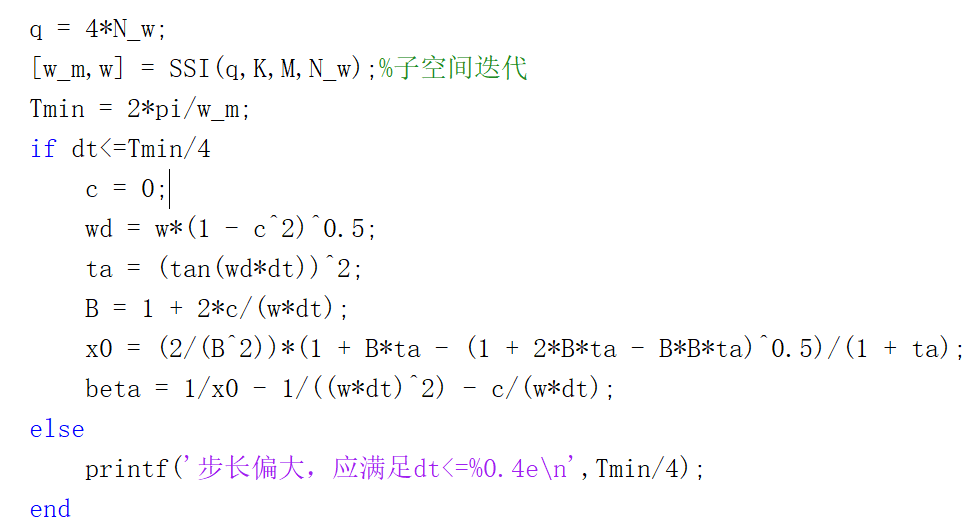 q = 4*N_w;
[w_m,w] = SSI(q,K,M,N_w);%子空间迭代
Tmin = 2*pi/w_m;
if dt<=Tmin/4
    c = 0;
    wd = w*(1 - c^2)^0.5;
    ta = (tan(wd*dt))^2;
    B = 1 + 2*c/(w*dt);
    x0 = (2/(B^2))*(1 + B*ta - (1 + 2*B*ta - B*B*ta)^0.5)/(1 + ta);
    beta = 1/x0 - 1/((w*dt)^2) - c/(w*dt);
else
    printf('步长偏大，应满足dt<=%0.4e\n',Tmin/4);
end